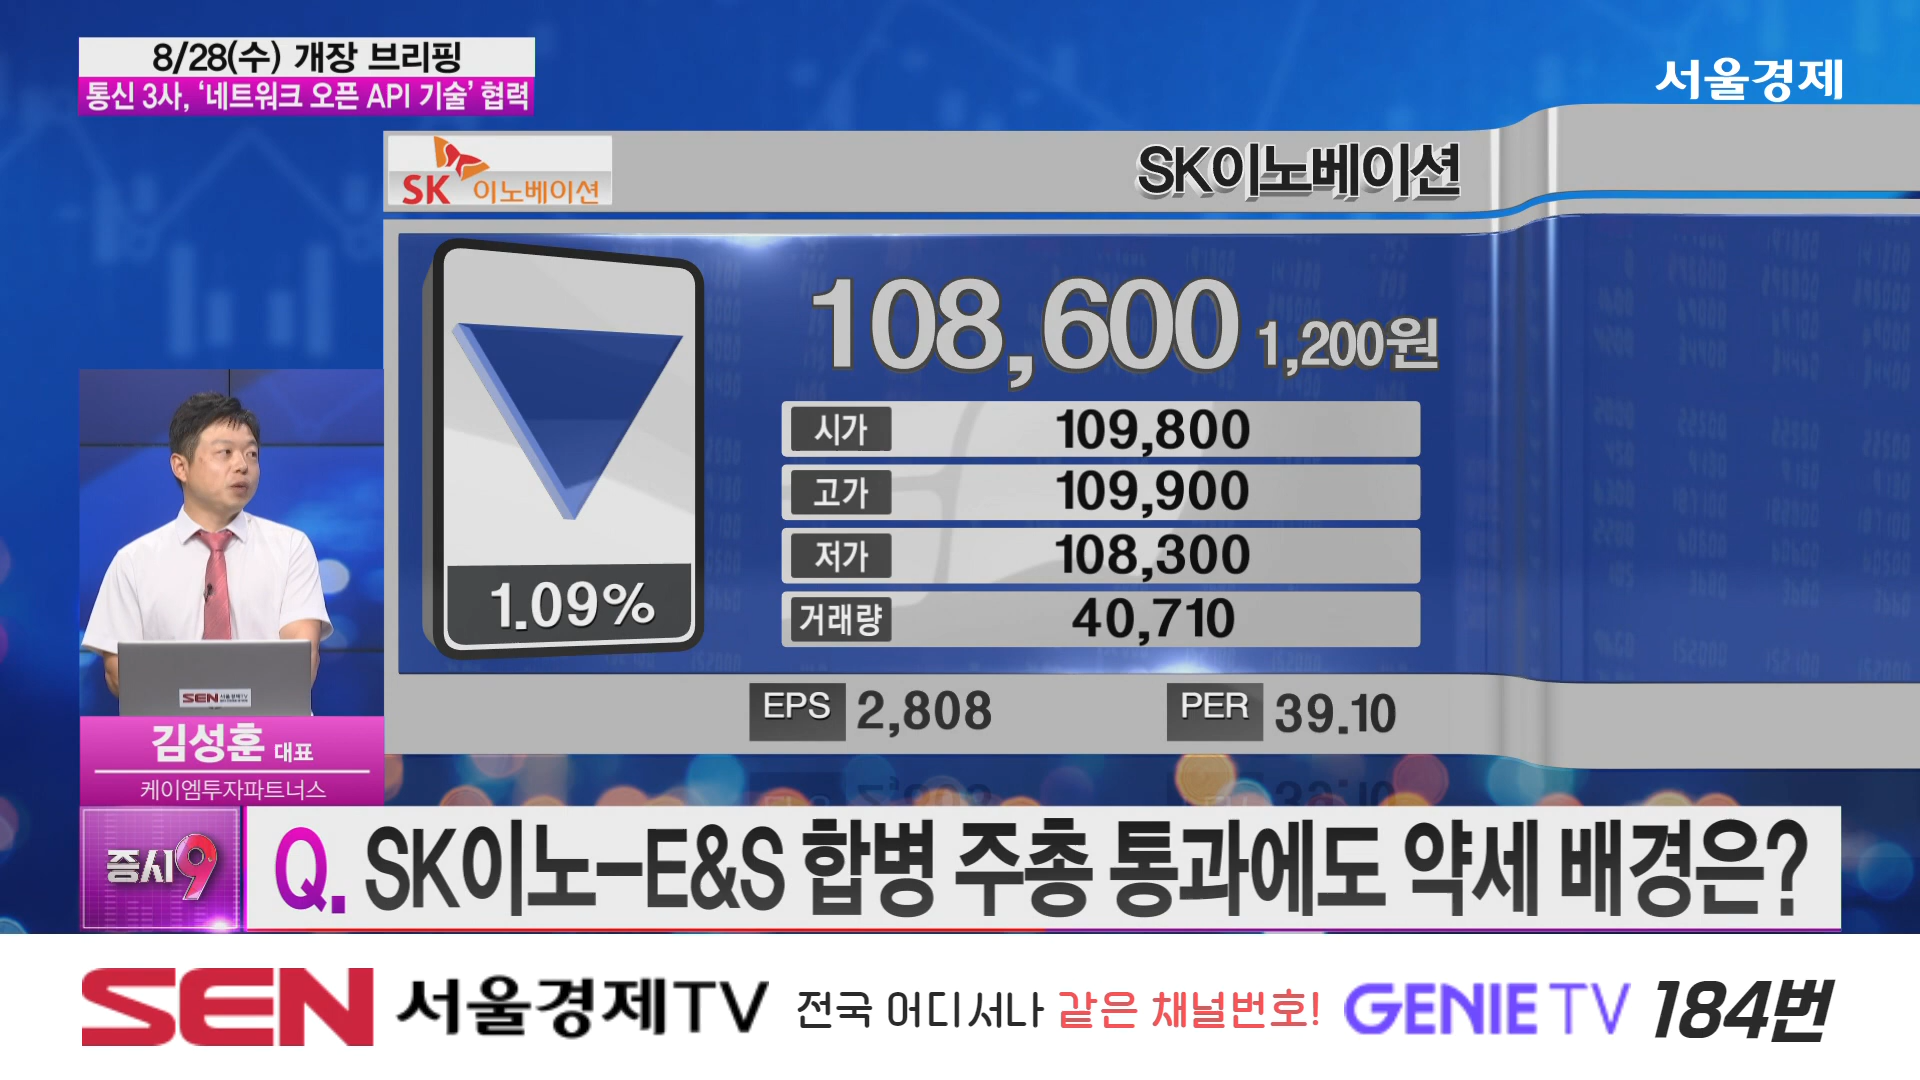 8/28(수) 개장 브리핑
통신 3사, ‘네트워크 오픈 API 기술’ 협력
서울경제
SK 이노베이션
SK이노베이션
108,600 1,200원
1.09%
시가 109,800
고가 109,900
저가 108,300
거래량 40,710
EPS 2,808 PER 39.10
SEN 서울경제TV
김성훈 대표
케이엠투자파트너스
증시9
Q. SK이노-E&S 합병 주총 통과에도 약세 배경은?
SEN 서울경제TV 전국 어디서나 같은 채널번호! GENIE TV 184번